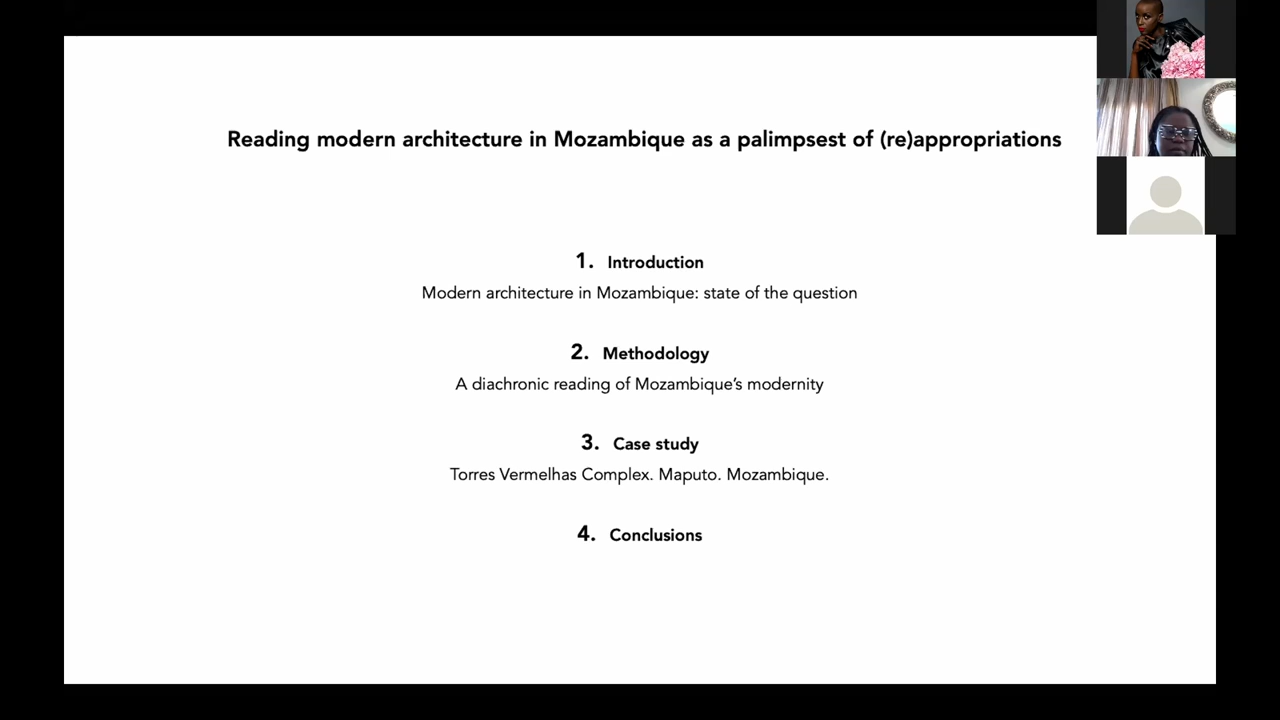 Reading modern architecture in Mozambique as a palimpsest of (re)appropriations
1. Introduction
Modern architecture in Mozambique: state of the question
2. Methodology
A diachronic reading of Mozambique's modernity
3. Case study
Torres Vermelhas Complex. Maputo. Mozambique.
4. Conclusions